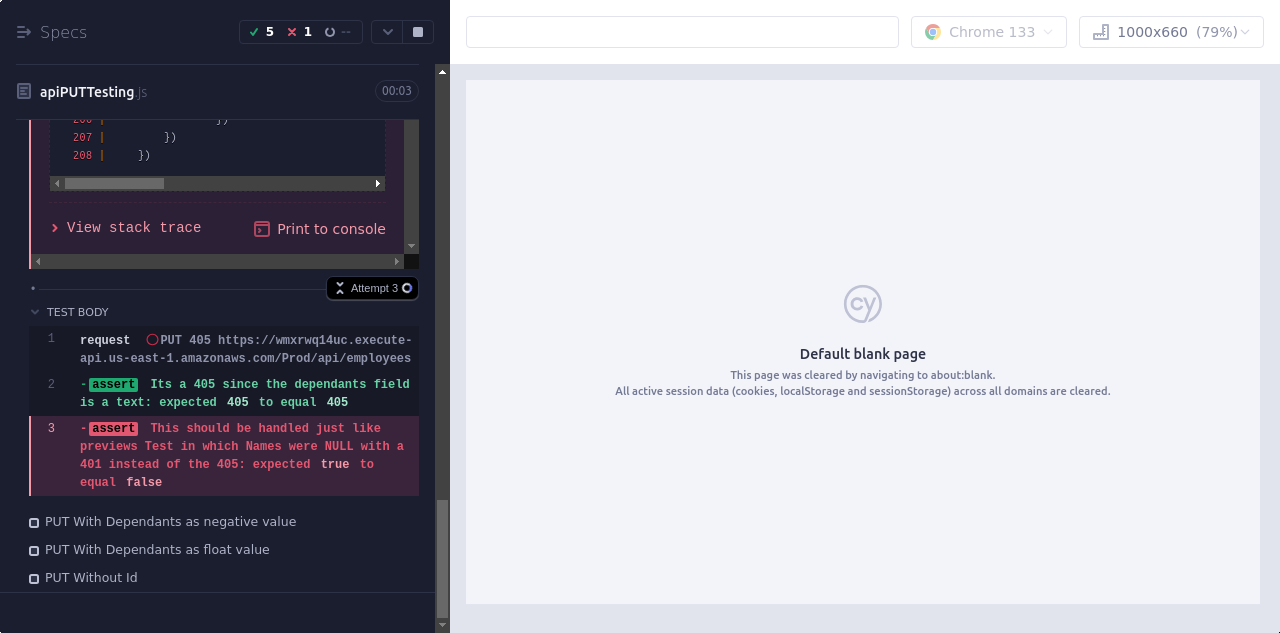 Specs
5 1 --
Chrome 133
1000x660 (79%)
apiPUTTesting.js
00:03
206 | })
207 | })
208 | })
View stack trace
Print to console
Attempt 3
TEST BODY
1 request PUT 405 https://wmxrwq14uc.execute-
api.us-east-1.amazonaws.com/Prod/api/employees
2 -assert Its a 405 since the dependants field
is a text: expected 405 to equal 405
3 -assert This should be handled just like
previews Test in which Names were NULL with a
401 instead of the 405: expected true to
equal false
PUT With Dependants as negative value
PUT With Dependants as float value
PUT Without Id
cy
Default blank page
This page was cleared by navigating to about:blank.
All active session data (cookies, localStorage and sessionStorage) across all domains are cleared.